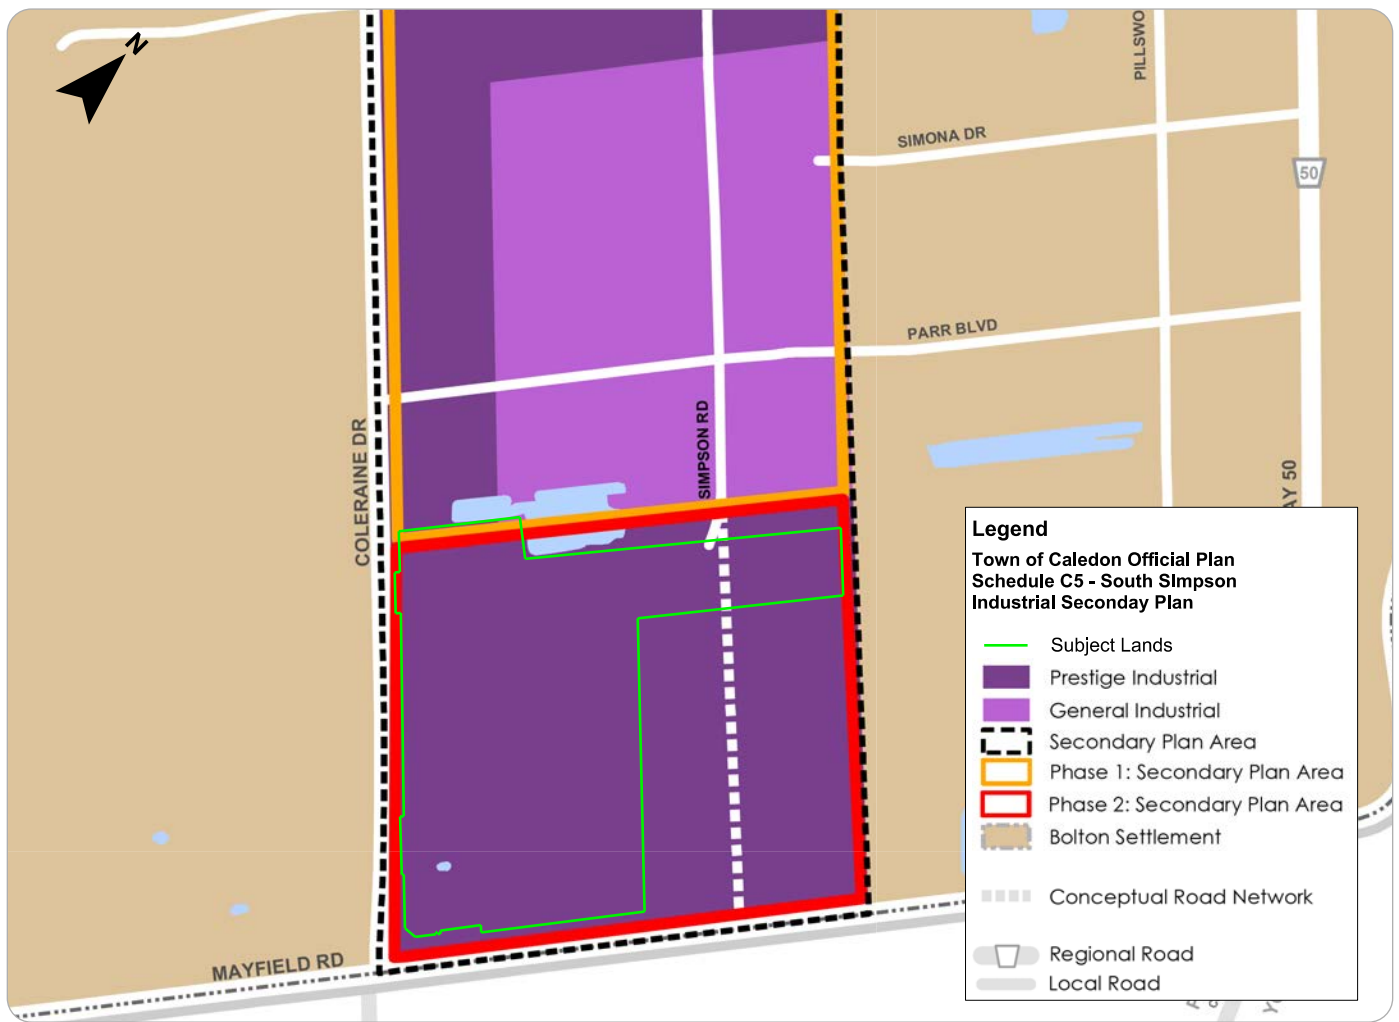 N
PILLSWO
SIMONA DR
50
PARR BLVD
SIMPSON RD
COLERAINE DR
AY 50
MAYFIELD RD
Legend
Town of Caledon Official Plan
Schedule C5 - South SImpson
Industrial Seconday Plan
Subject Lands
Prestige Industrial
General Industrial
Secondary Plan Area
Phase 1: Secondary Plan Area
Phase 2: Secondary Plan Area
Bolton Settlement
Conceptual Road Network
Regional Road
Local Road